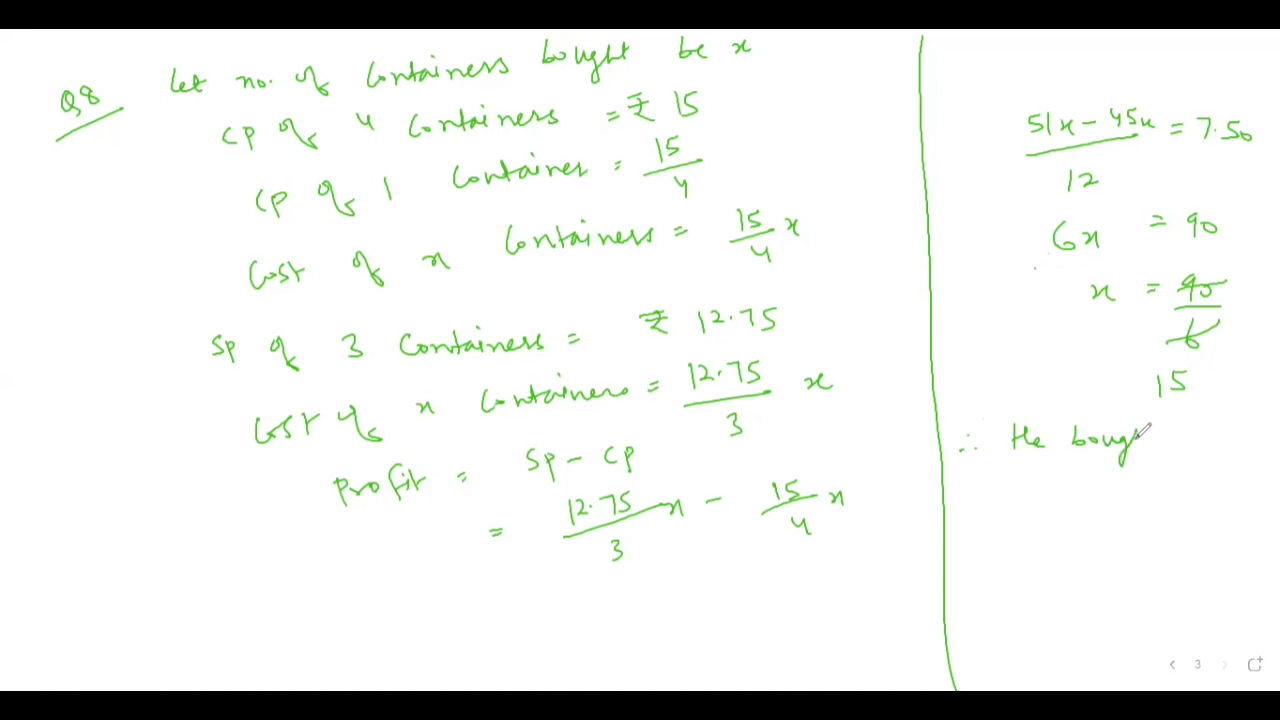 Q8 Let no. of Containers bought be x
CP of 4 Containers = ₹ 15
CP of 1 Container = 15/4
Cost of x Containers = 15/4 x
SP of 3 Containers = ₹ 12.75
Cost of x Containers = 12.75/3 x
Profit = SP - CP
= 12.75/3 x - 15/4 x
51x - 45x/12 = 7.50
6x = 90
x = 90/6
15
∴ He bough
< 3 >